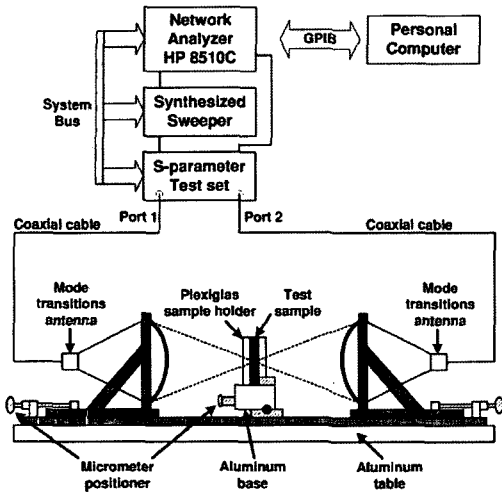 Network
Analyzer
HP 8510C
GPIB
Personal
Computer
System
Bus
Synthesized
Sweeper
S-parameter
Test set
Port 1
Port 2
Coaxial cable
Coaxial cable
Mode
transitions
antenna
Plexiglas
sample holder
Test
sample
Mode
transitions
antenna
Micrometer
positioner
Aluminum
base
Aluminum
table